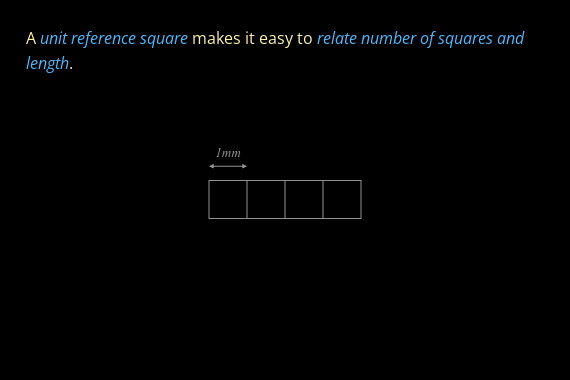 A unit reference square makes it easy to relate number of squares and
length.
1mm